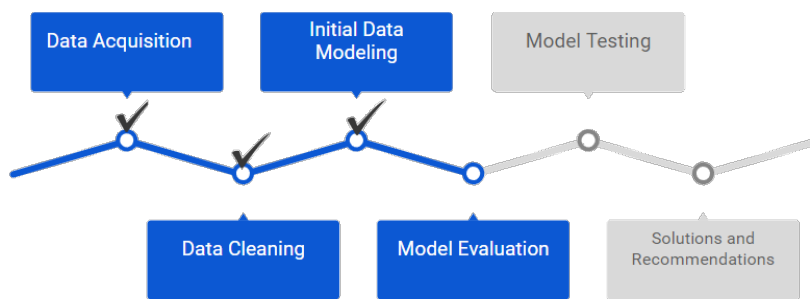 Data Acquisition
Initial Data
Modeling
Model Testing
Data Cleaning
Model Evaluation
Solutions and
Recommendations